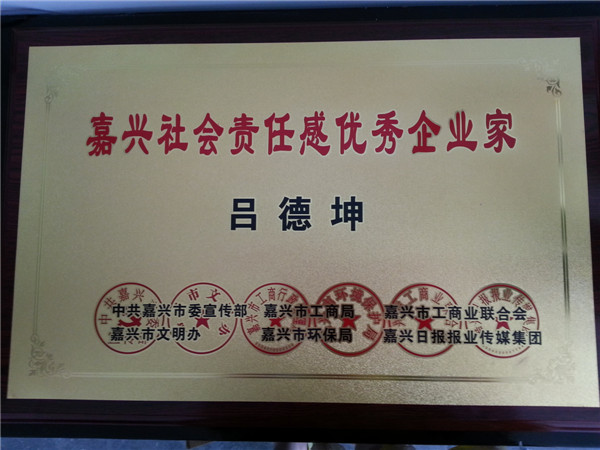 嘉兴社会责任感优秀企业家
吕德坤
中共嘉兴市委宣传部 嘉兴市工商局 嘉兴市工商业联合会
嘉兴市文明办 嘉兴市环保局 嘉兴日报报业传媒集团